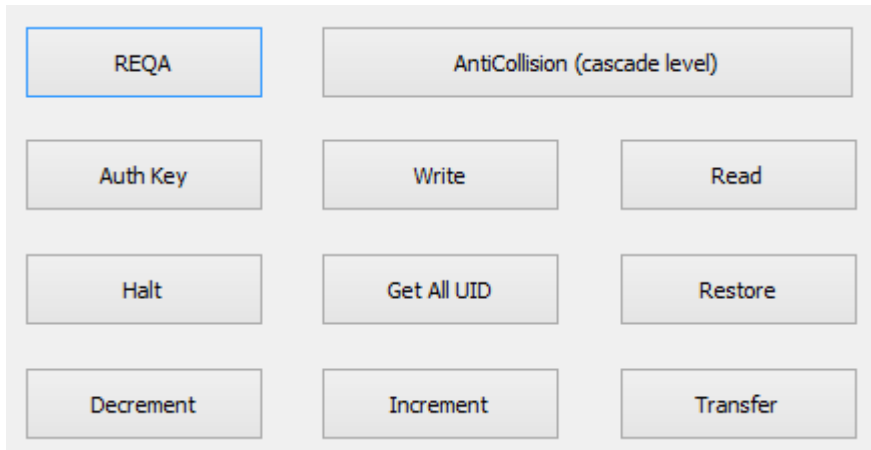 REQA
AntiCollision (cascade level)
Auth Key
Write
Read
Halt
Get All UID
Restore
Decrement
Increment
Transfer